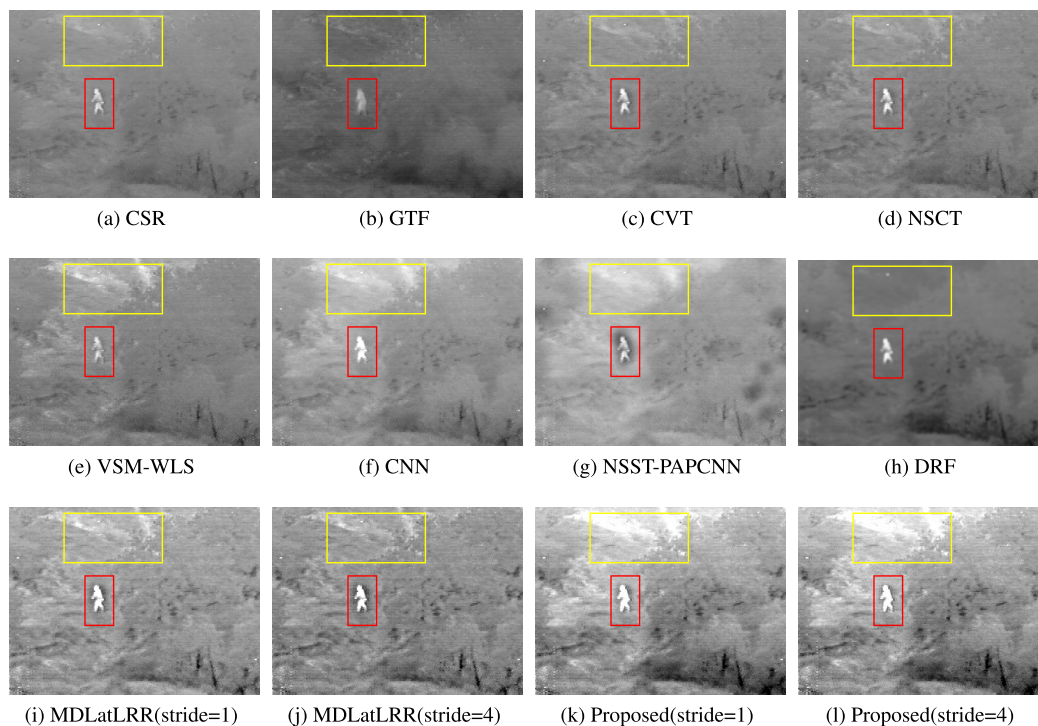 (a) CSR
(b) GTF
(c) CVT
(d) NSCT
(e) VSM-WLS
(f) CNN
(g) NSST-PAPCNN
(h) DRF
(i) MDLatLRR(stride=1)
(j) MDLatLRR(stride=4)
(k) Proposed(stride=1)
(l) Proposed(stride=4)